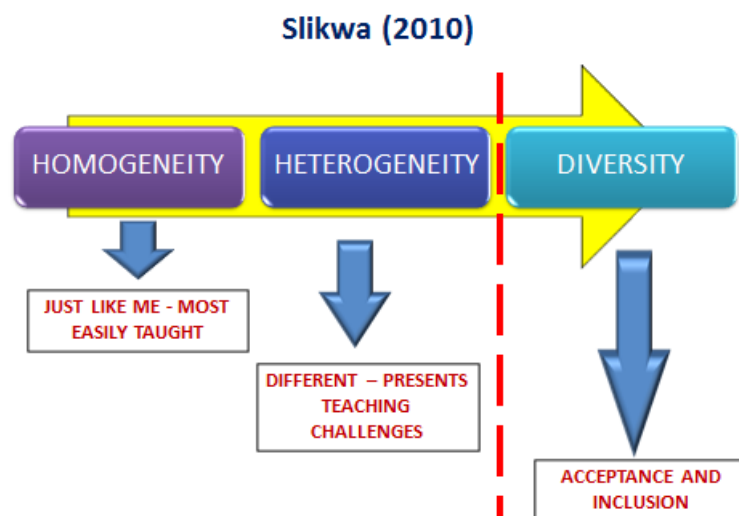 Slikwa (2010)
HOMOGENEITY
HETEROGENEITY
DIVERSITY
JUST LIKE ME - MOST
EASILY TAUGHT
DIFFERENT – PRESENTS
TEACHING
CHALLENGES
ACCEPTANCE AND
INCLUSION